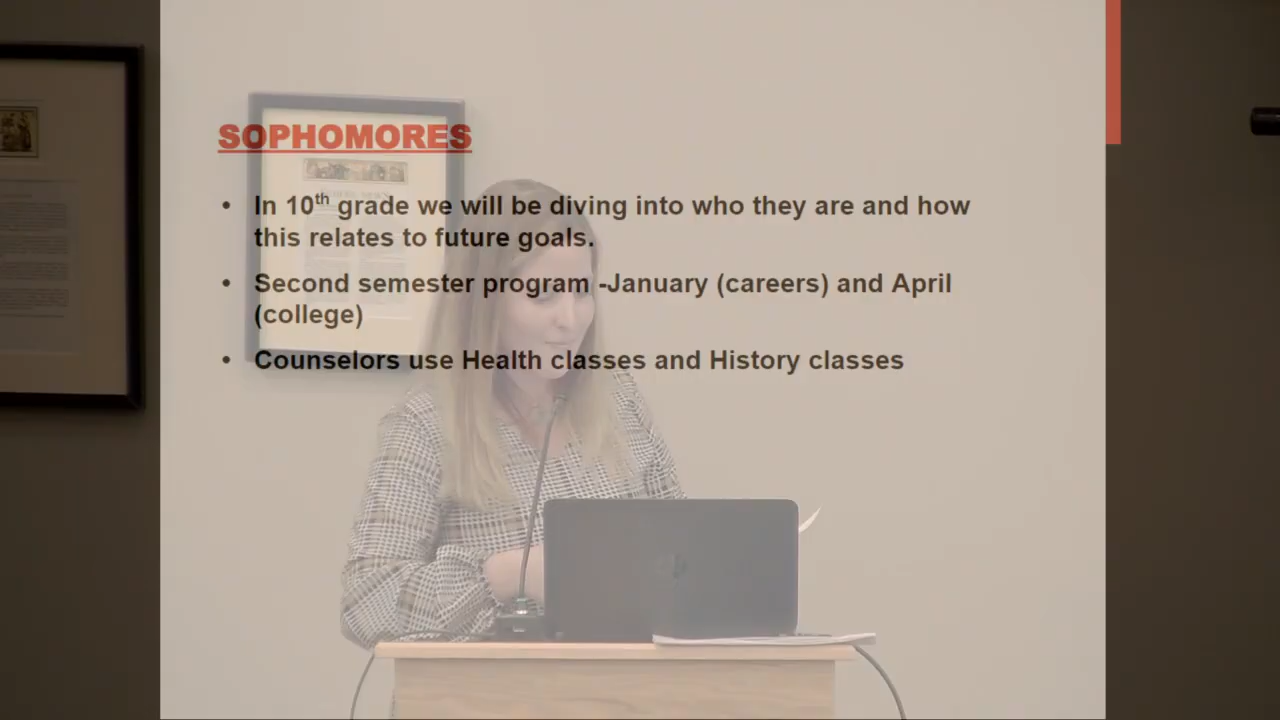 SOPHOMORES
• In 10th grade we will be diving into who they are and how
this relates to future goals.
• Second semester program -January (careers) and April
(college)
• Counselors use Health classes and History classes